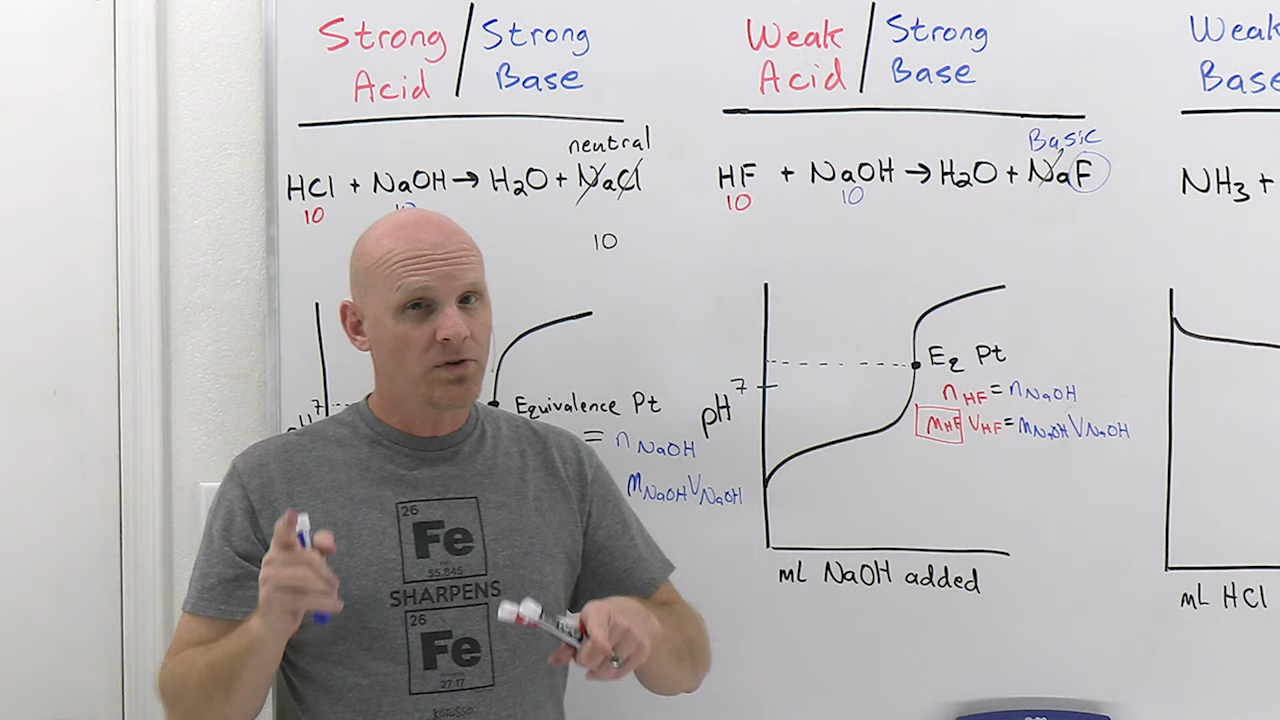 Strong Acid / Strong Base
neutral
HCl + NaOH → H₂O + NaCl
10
10
7
Equivalence Pt
= nNaOH
MNaOH VNaOH
Weak Acid / Strong Base
Basic
HF + NaOH → H₂O + NaF
10 10
Eq Pt
7
pH
nHF = nNaOH
MHF VHF = MNaOH VNaOH
mL NaOH added
Weak
Base
NH₃ +
mL HCl
26
Fe
55.845
SHARPENS
26
Fe
27.17